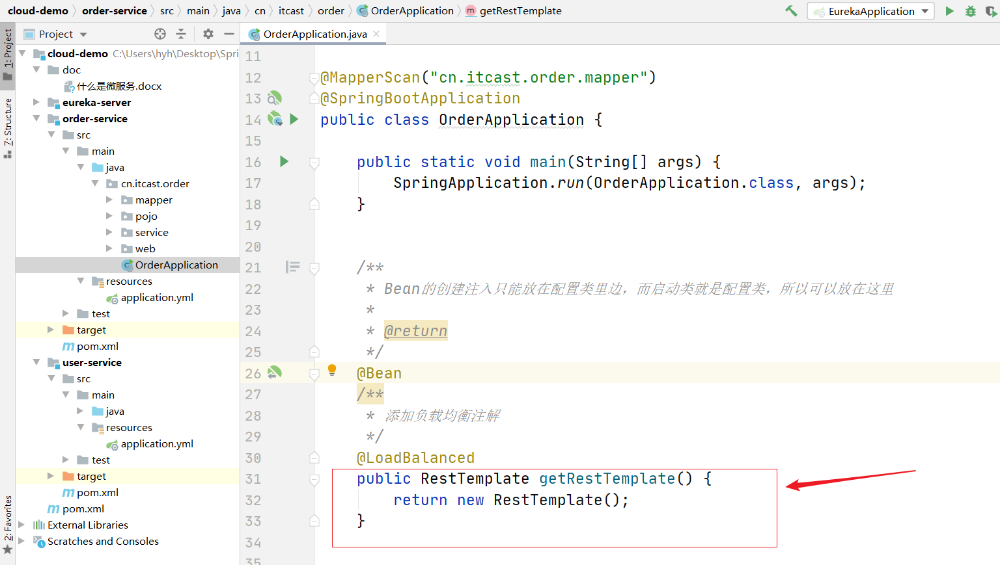 cloud-demo order-service src main java cn itcast order OrderApplication getRestTemplate EurekaApplication
1: Project
Z: Structure
2: Favorites
Project
cloud-demo C:\Users\hyh\Desktop\Spri
doc
什么是微服务.docx
eureka-server
order-service
src
main
java
cn.itcast.order
mapper
pojo
service
web
OrderApplication
resources
application.yml
test
target
pom.xml
user-service
src
main
java
resources
application.yml
test
target
pom.xml
pom.xml
External Libraries
Scratches and Consoles
OrderApplication.java
11
12 @MapperScan("cn.itcast.order.mapper")
13 @SpringBootApplication
14 public class OrderApplication {
15
16 public static void main(String[] args) {
17 SpringApplication.run(OrderApplication.class, args);
18 }
19
20
21 /**
22 * Bean的创建注入只能放在配置类里边，而启动类就是配置类，所以可以放在这里
23 *
24 * @return
25 */
26 @Bean
27 /**
28 * 添加负载均衡注解
29 */
30 @LoadBalanced
31 public RestTemplate getRestTemplate() {
32 return new RestTemplate();
33 }
34
35